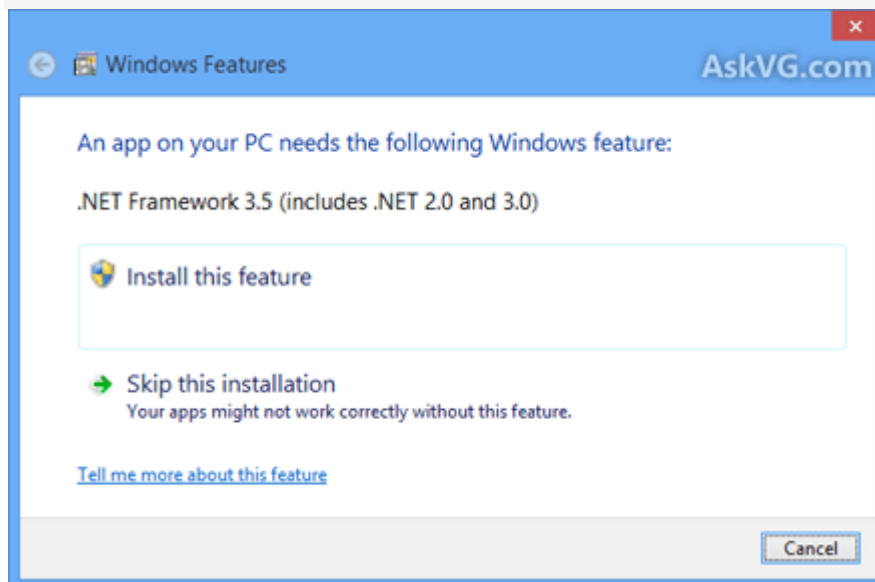 Windows Features
AskVG.com
An app on your PC needs the following Windows feature:
.NET Framework 3.5 (includes .NET 2.0 and 3.0)
Install this feature
Skip this installation
Your apps might not work correctly without this feature.
Tell me more about this feature
Cancel